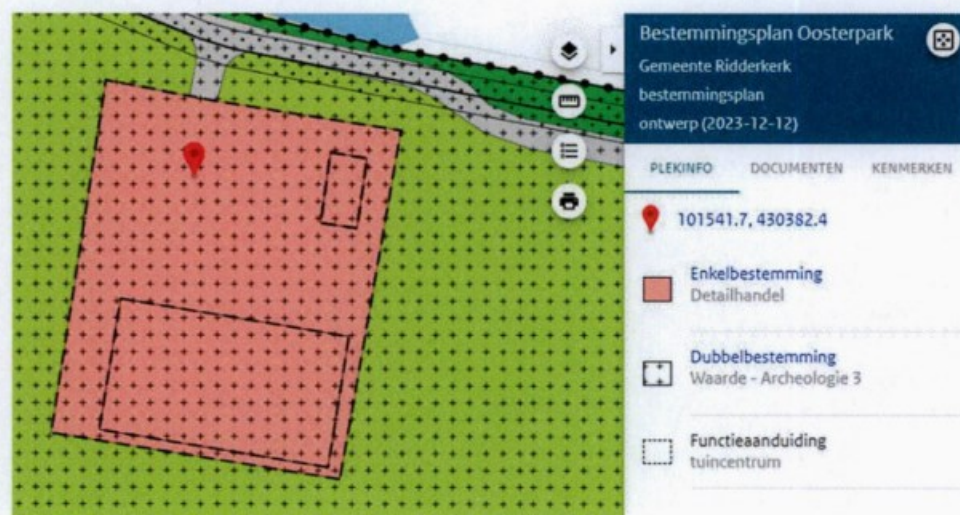 Bestemmingsplan Oosterpark
Gemeente Ridderkerk
bestemmingsplan
ontwerp (2023-12-12)
PLEKINFO DOCUMENTEN KENMERKEN
101541.7, 430382.4
Enkelbestemming
Detailhandel
Dubbelbestemming
Waarde - Archeologie 3
Functieaanduiding
tuincentrum